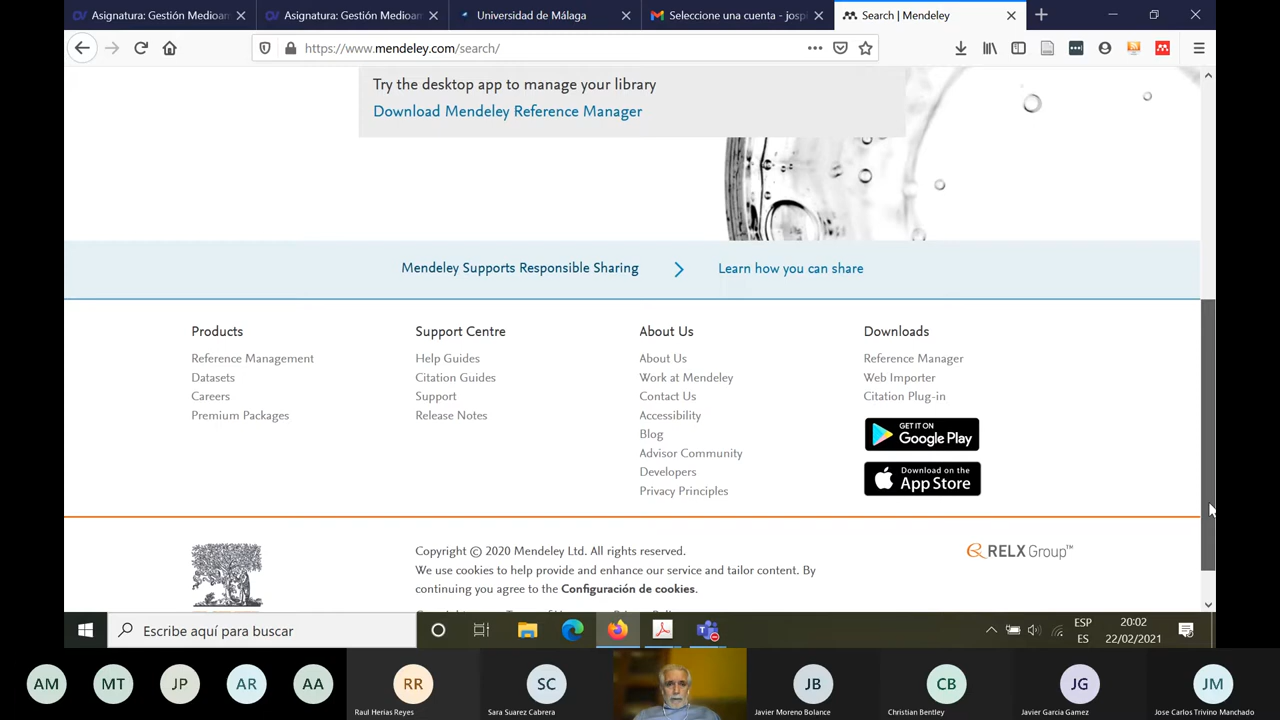 Asignatura: Gestión Medioam
Asignatura: Gestión Medioam
Universidad de Málaga
Seleccione una cuenta - josp
Search | Mendeley
https://www.mendeley.com/search/
Try the desktop app to manage your library
Download Mendeley Reference Manager
Mendeley Supports Responsible Sharing
Learn how you can share
Products
Reference Management
Datasets
Careers
Premium Packages
Support Centre
Help Guides
Citation Guides
Support
Release Notes
About Us
About Us
Work at Mendeley
Contact Us
Accessibility
Blog
Advisor Community
Developers
Privacy Principles
Downloads
Reference Manager
Web Importer
Citation Plug-in
GET IT ON
Google Play
Download on the
App Store
Copyright © 2020 Mendeley Ltd. All rights reserved.
We use cookies to help provide and enhance our service and tailor content. By
continuing you agree to the Configuración de cookies.
RELX Group™
Escribe aquí para buscar
ESP
ES
20:02
22/02/2021
AM
MT
JP
AR
AA
RR
Raul Herias Reyes
SC
Sara Suarez Cabrera
JB
Javier Moreno Bolance
CB
Christian Bentley
JG
Javier Garcia Gamez
JM
Jose Carlos Trivino Manchado